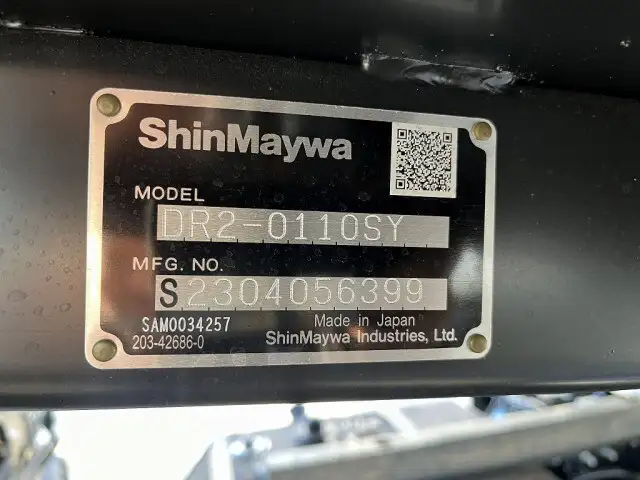 ShinMaywa
MODEL
DR2-0110SY
MFG. NO.
S2304056399
SAM0034257
Made in Japan
203-42686-0
ShinMaywa Industries, Ltd.